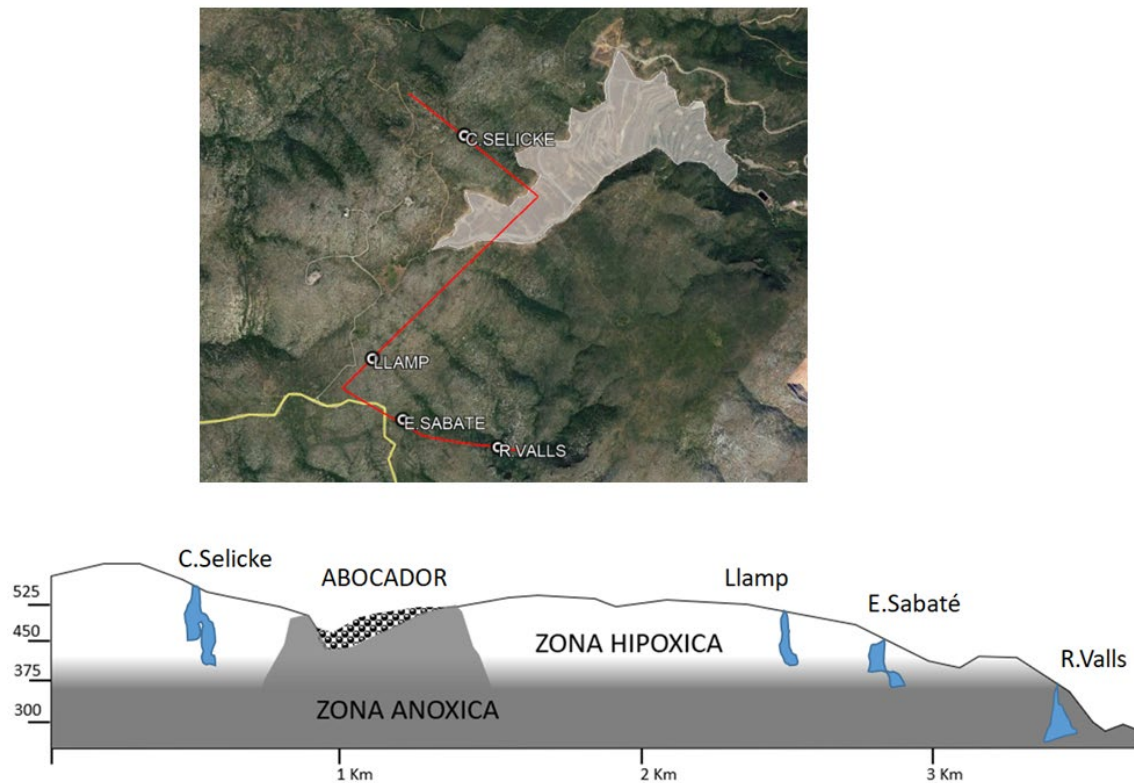 C.SELICKE
LLAMP
E.SABATE
R.VALLS
C.Selicke
ABOCADOR
Llamp
E.Sabaté
R.Valls
525
450
375
300
ZONA HIPOXICA
ZONA ANOXICA
1 Km
2 Km
3 Km